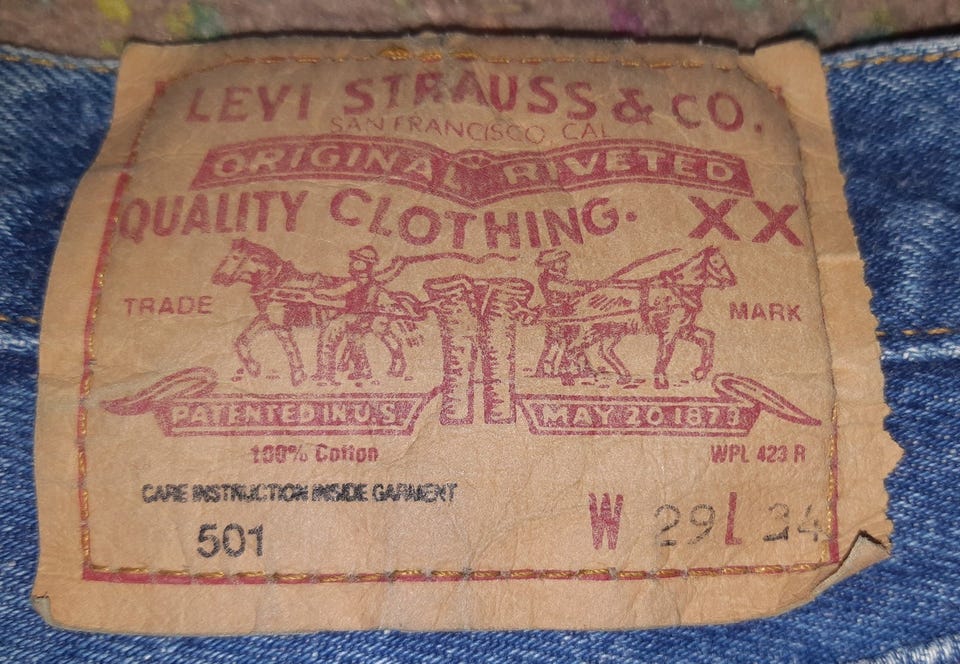 LEVI STRAUSS & CO.
SAN FRANCISCO, CAL
ORIGINAL RIVETED
QUALITY CLOTHING. XX
TRADE MARK
PATENTED IN U.S. MAY 20 1873
100% Cotton WPL 423 R
CARE INSTRUCTION INSIDE GARMENT
501 W 29 L 34